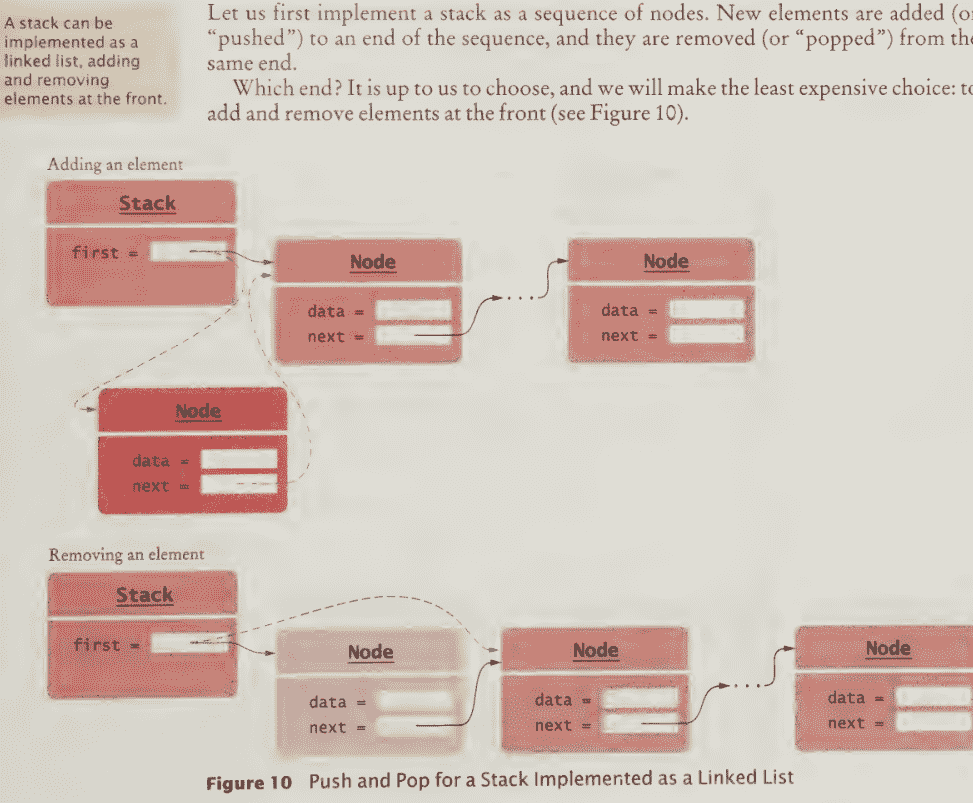 A stack can be
implemented as a
linked list, adding
and removing
elements at the front.
Let us first implement a stack as a sequence of nodes. New elements are added (or
“pushed”) to an end of the sequence, and they are removed (or “popped”) from the
same end.
Which end? It is up to us to choose, and we will make the least expensive choice: to
add and remove elements at the front (see Figure 10).
Adding an element
Stack
first =
Node
data =
next =
Node
data =
next =
Node
data =
next =
Removing an element
Stack
first =
Node
data =
next =
Node
data =
next =
Node
data =
next =
Figure 10 Push and Pop for a Stack Implemented as a Linked List